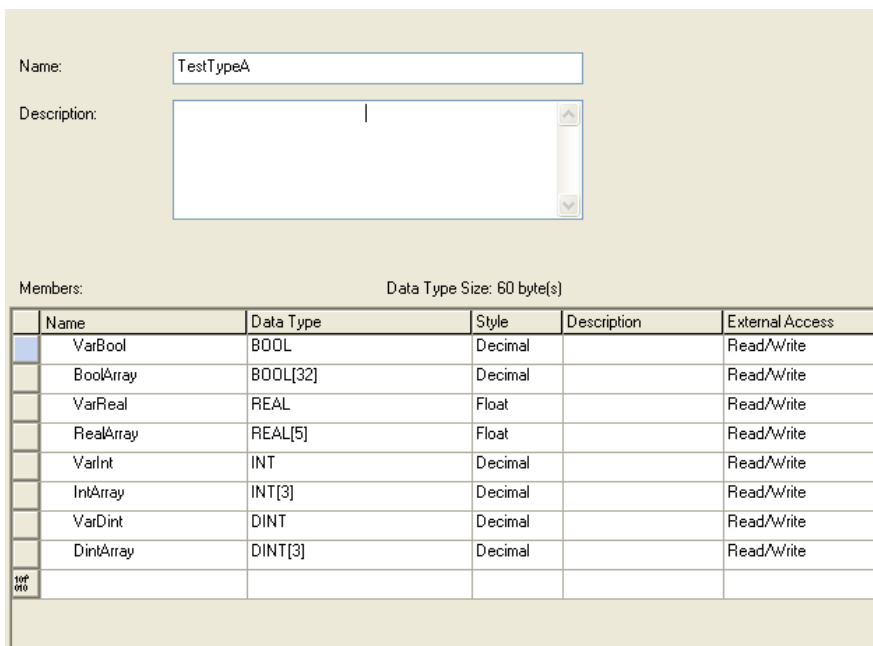 Name: TestTypeA
Description:
Members: Data Type Size: 60 byte(s)
Name Data Type Style Description External Access
VarBool BOOL Decimal Read/Write
BoolArray BOOL[32] Decimal Read/Write
VarReal REAL Float Read/Write
RealArray REAL[5] Float Read/Write
VarInt INT Decimal Read/Write
IntArray INT[3] Decimal Read/Write
VarDint DINT Decimal Read/Write
DintArray DINT[3] Decimal Read/Write